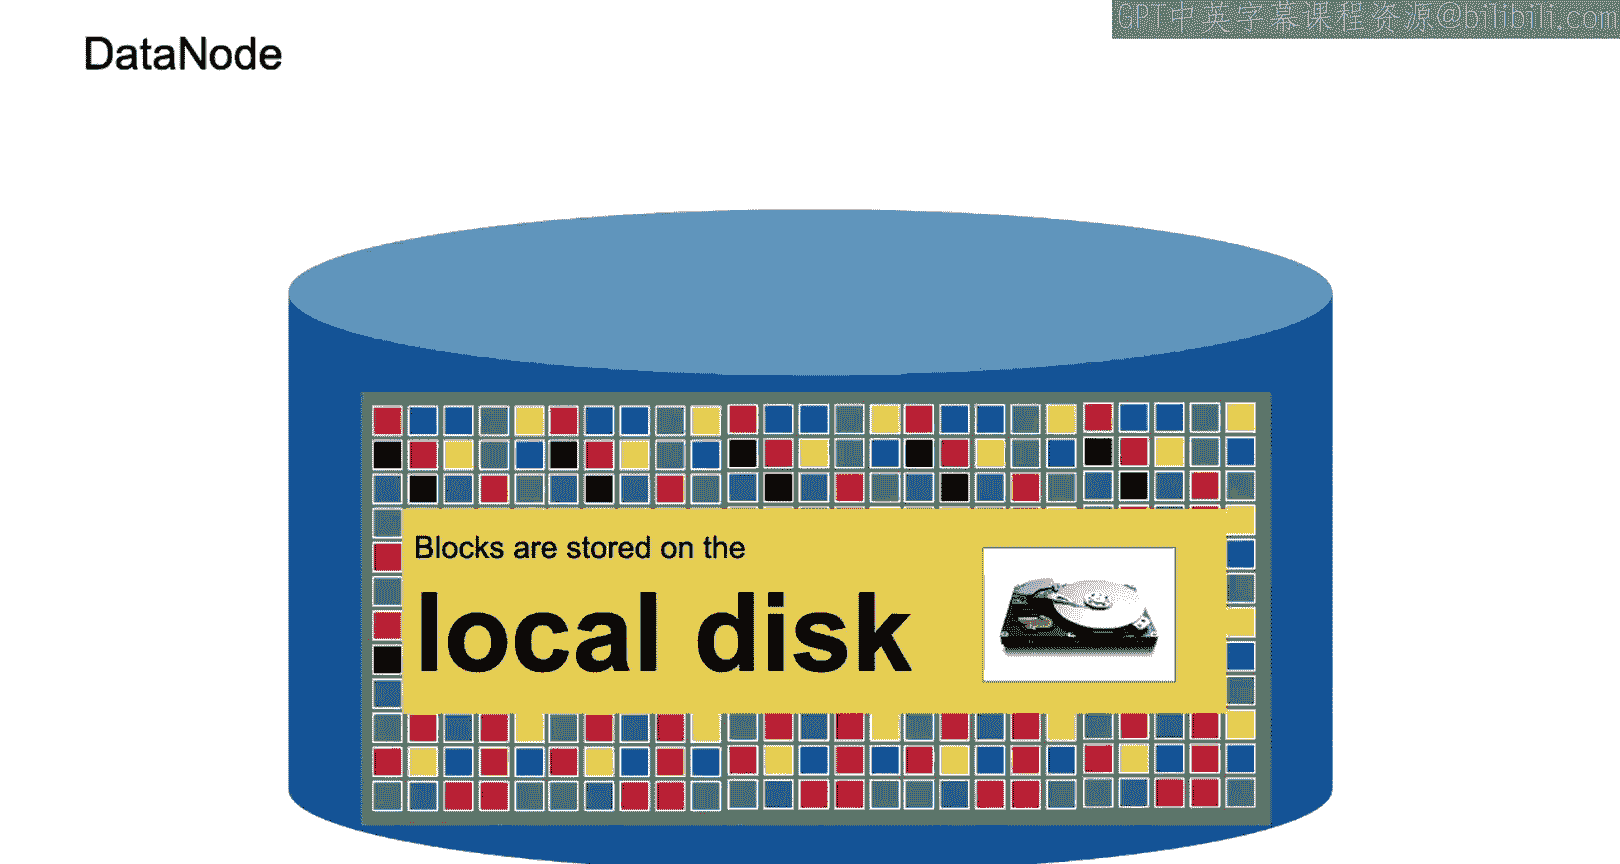 GPT中英字幕课程资源@bilibili.com
DataNode
Blocks are stored on the
local disk